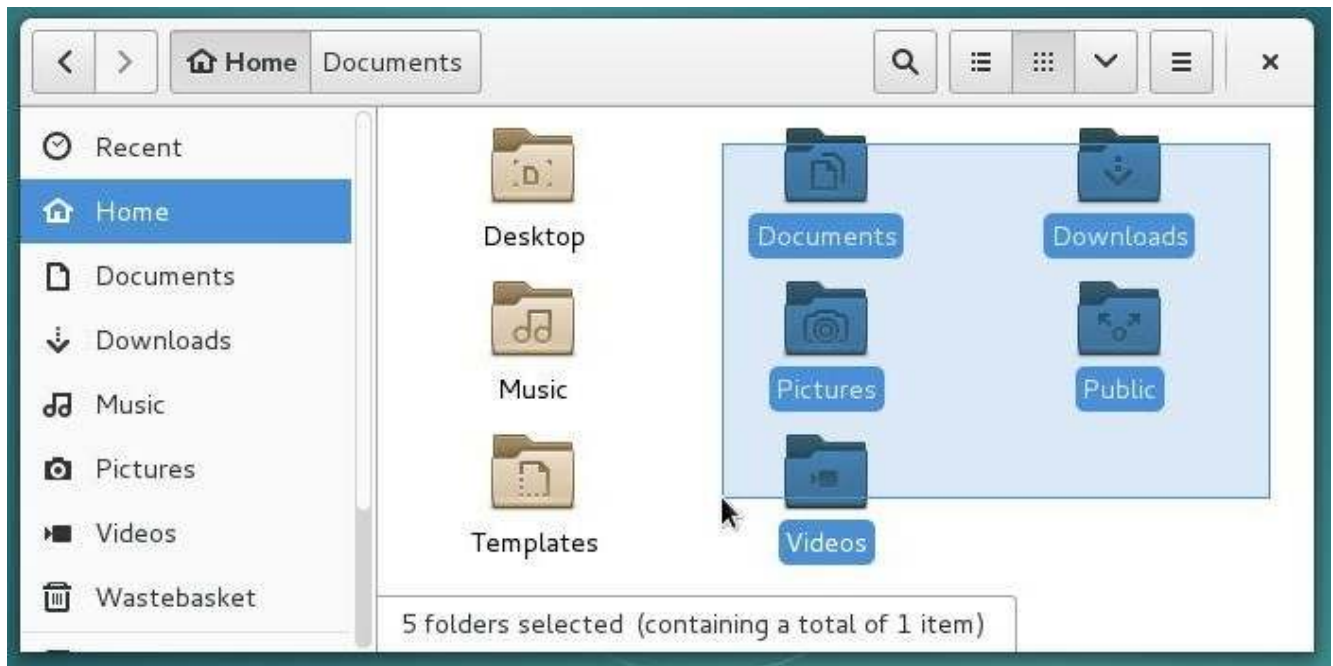 Home Documents
Recent
Home
Documents
Downloads
Music
Pictures
Videos
Wastebasket
Desktop Documents Downloads
Music Pictures Public
Templates Videos
5 folders selected (containing a total of 1 item)